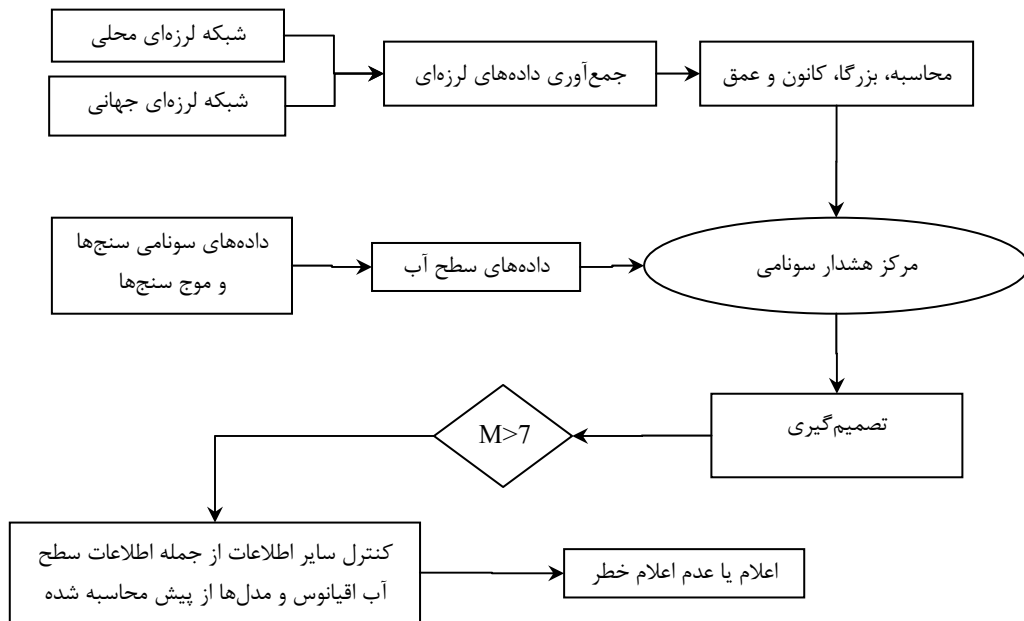 شبکه لرزه‌ای محلی
شبکه لرزه‌ای جهانی
جمع‌آوری داده‌های لرزه‌ای
محاسبه، بزرگا، کانون و عمق
داده‌های سونامی سنج‌ها
و موج سنج‌ها
داده‌های سطح آب
مرکز هشدار سونامی
تصمیم‌گیری
M>7
کنترل سایر اطلاعات از جمله اطلاعات سطح
آب اقیانوس و مدل‌ها از پیش محاسبه شده
اعلام یا عدم اعلام خطر